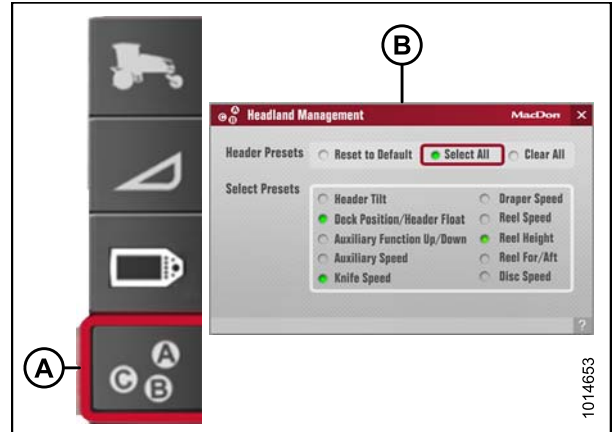 B
A
A
C
B
A
C B
Headland Management
MacDon
X
Header Presets
Reset to Default
Select All
Clear All
Select Presets
Header Tilt
Deck Position/Header Float
Auxiliary Function Up/Down
Auxiliary Speed
Knife Speed
Draper Speed
Reel Speed
Reel Height
Reel For/Aft
Disc Speed
?
1014653